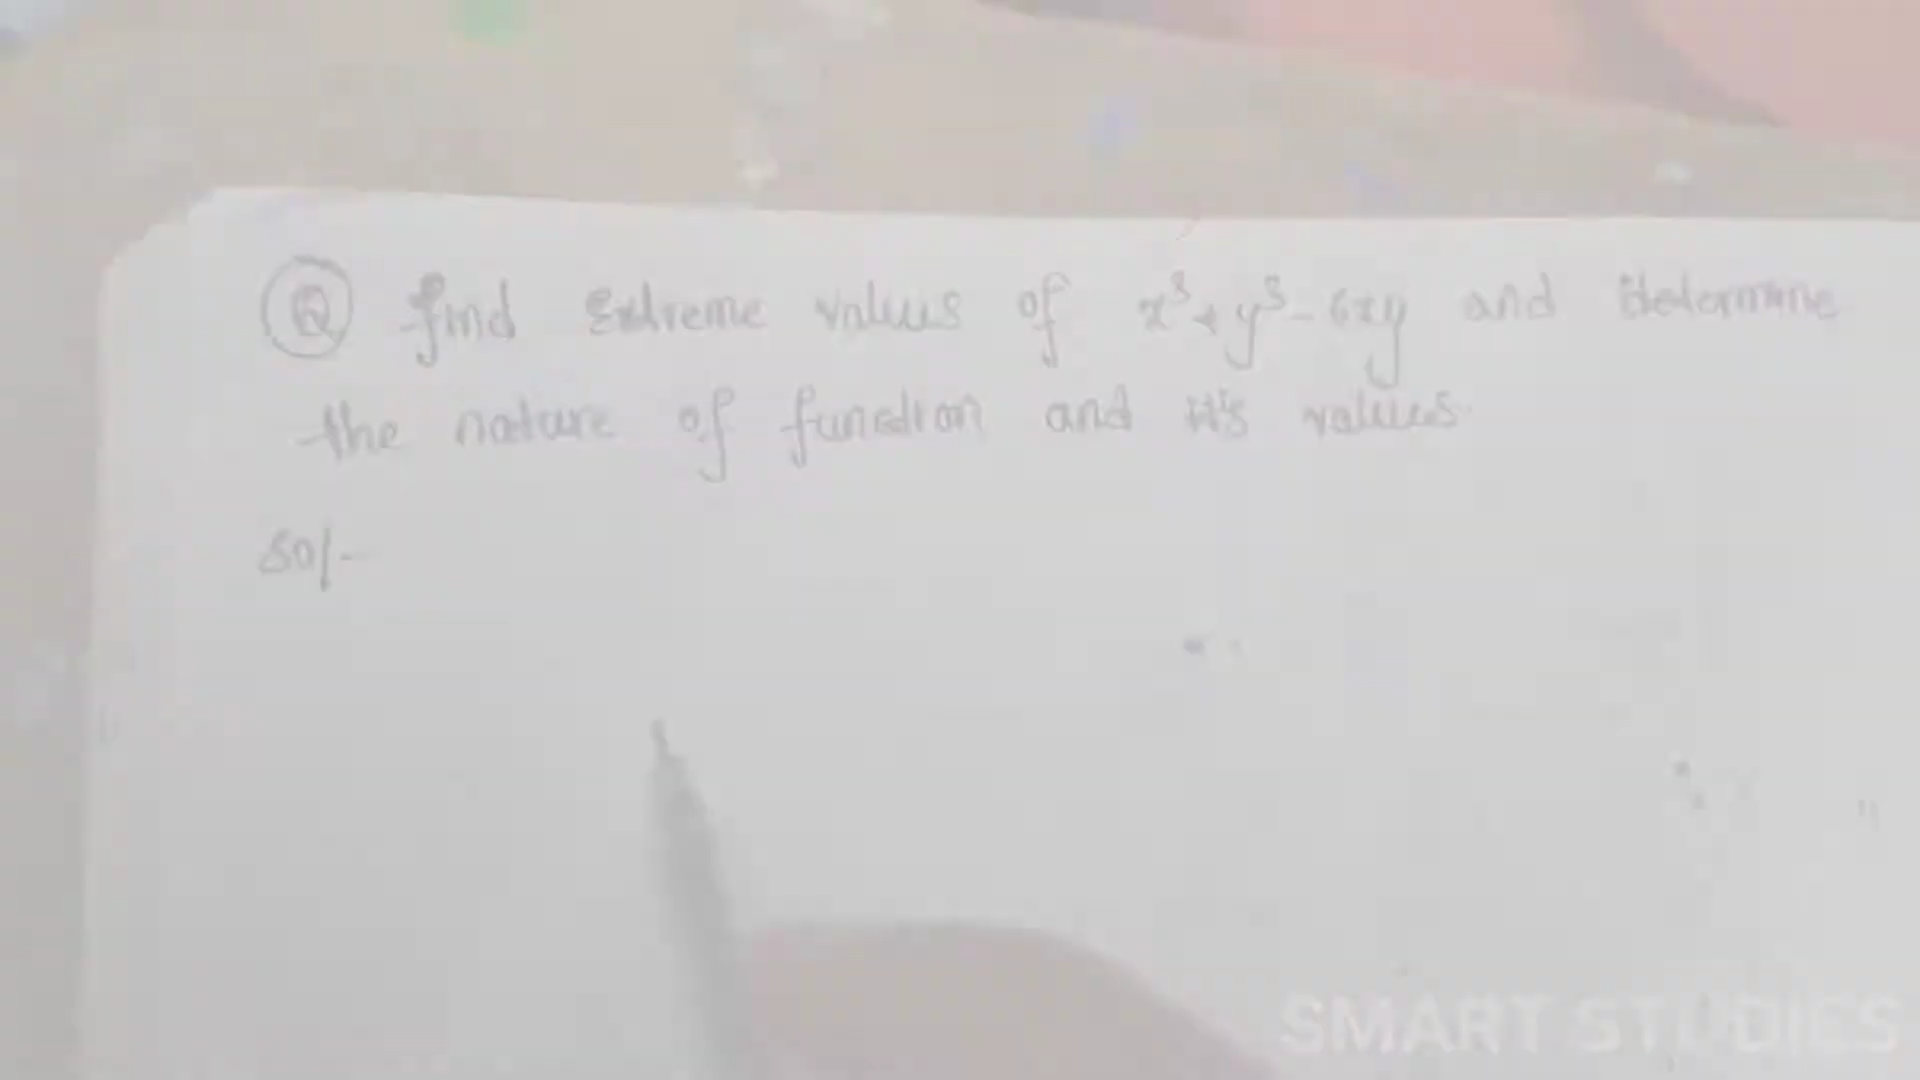 Q find Extreme values of x³+y³-6xy and determine
the nature of function and it's values.
Sol-
SMART STUDIES